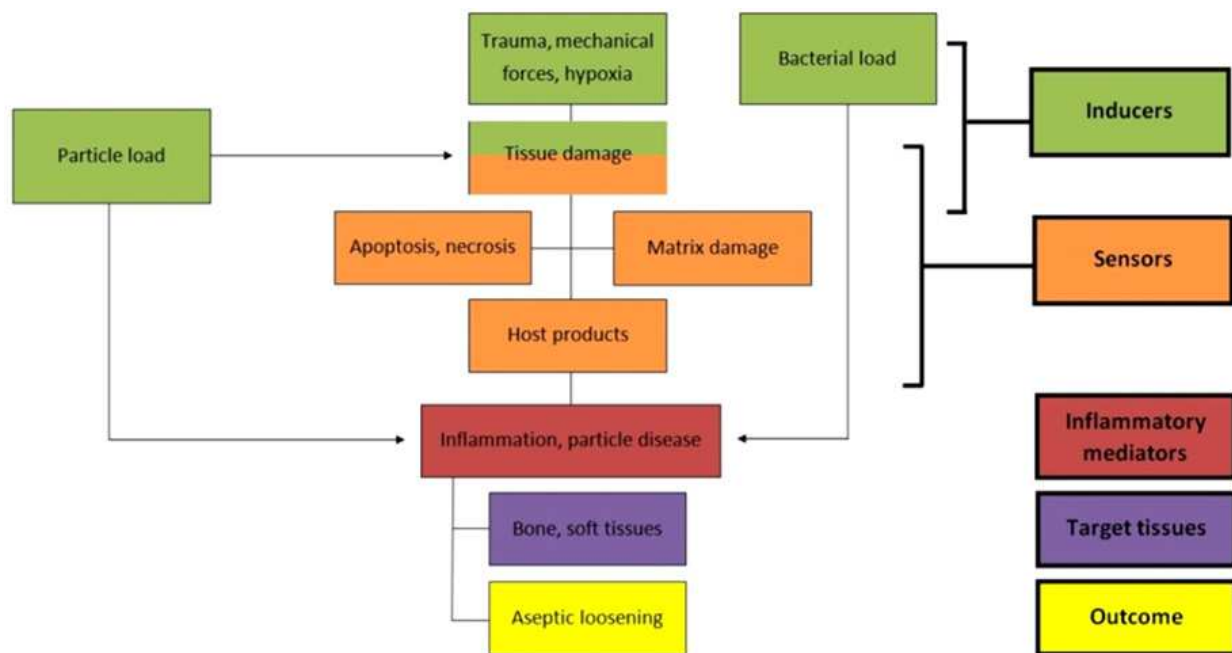 Trauma, mechanical
forces, hypoxia
Bacterial load
Inducers
Particle load
Tissue damage
Apoptosis, necrosis
Matrix damage
Sensors
Host products
Inflammation, particle disease
Inflammatory
mediators
Bone, soft tissues
Target tissues
Aseptic loosening
Outcome